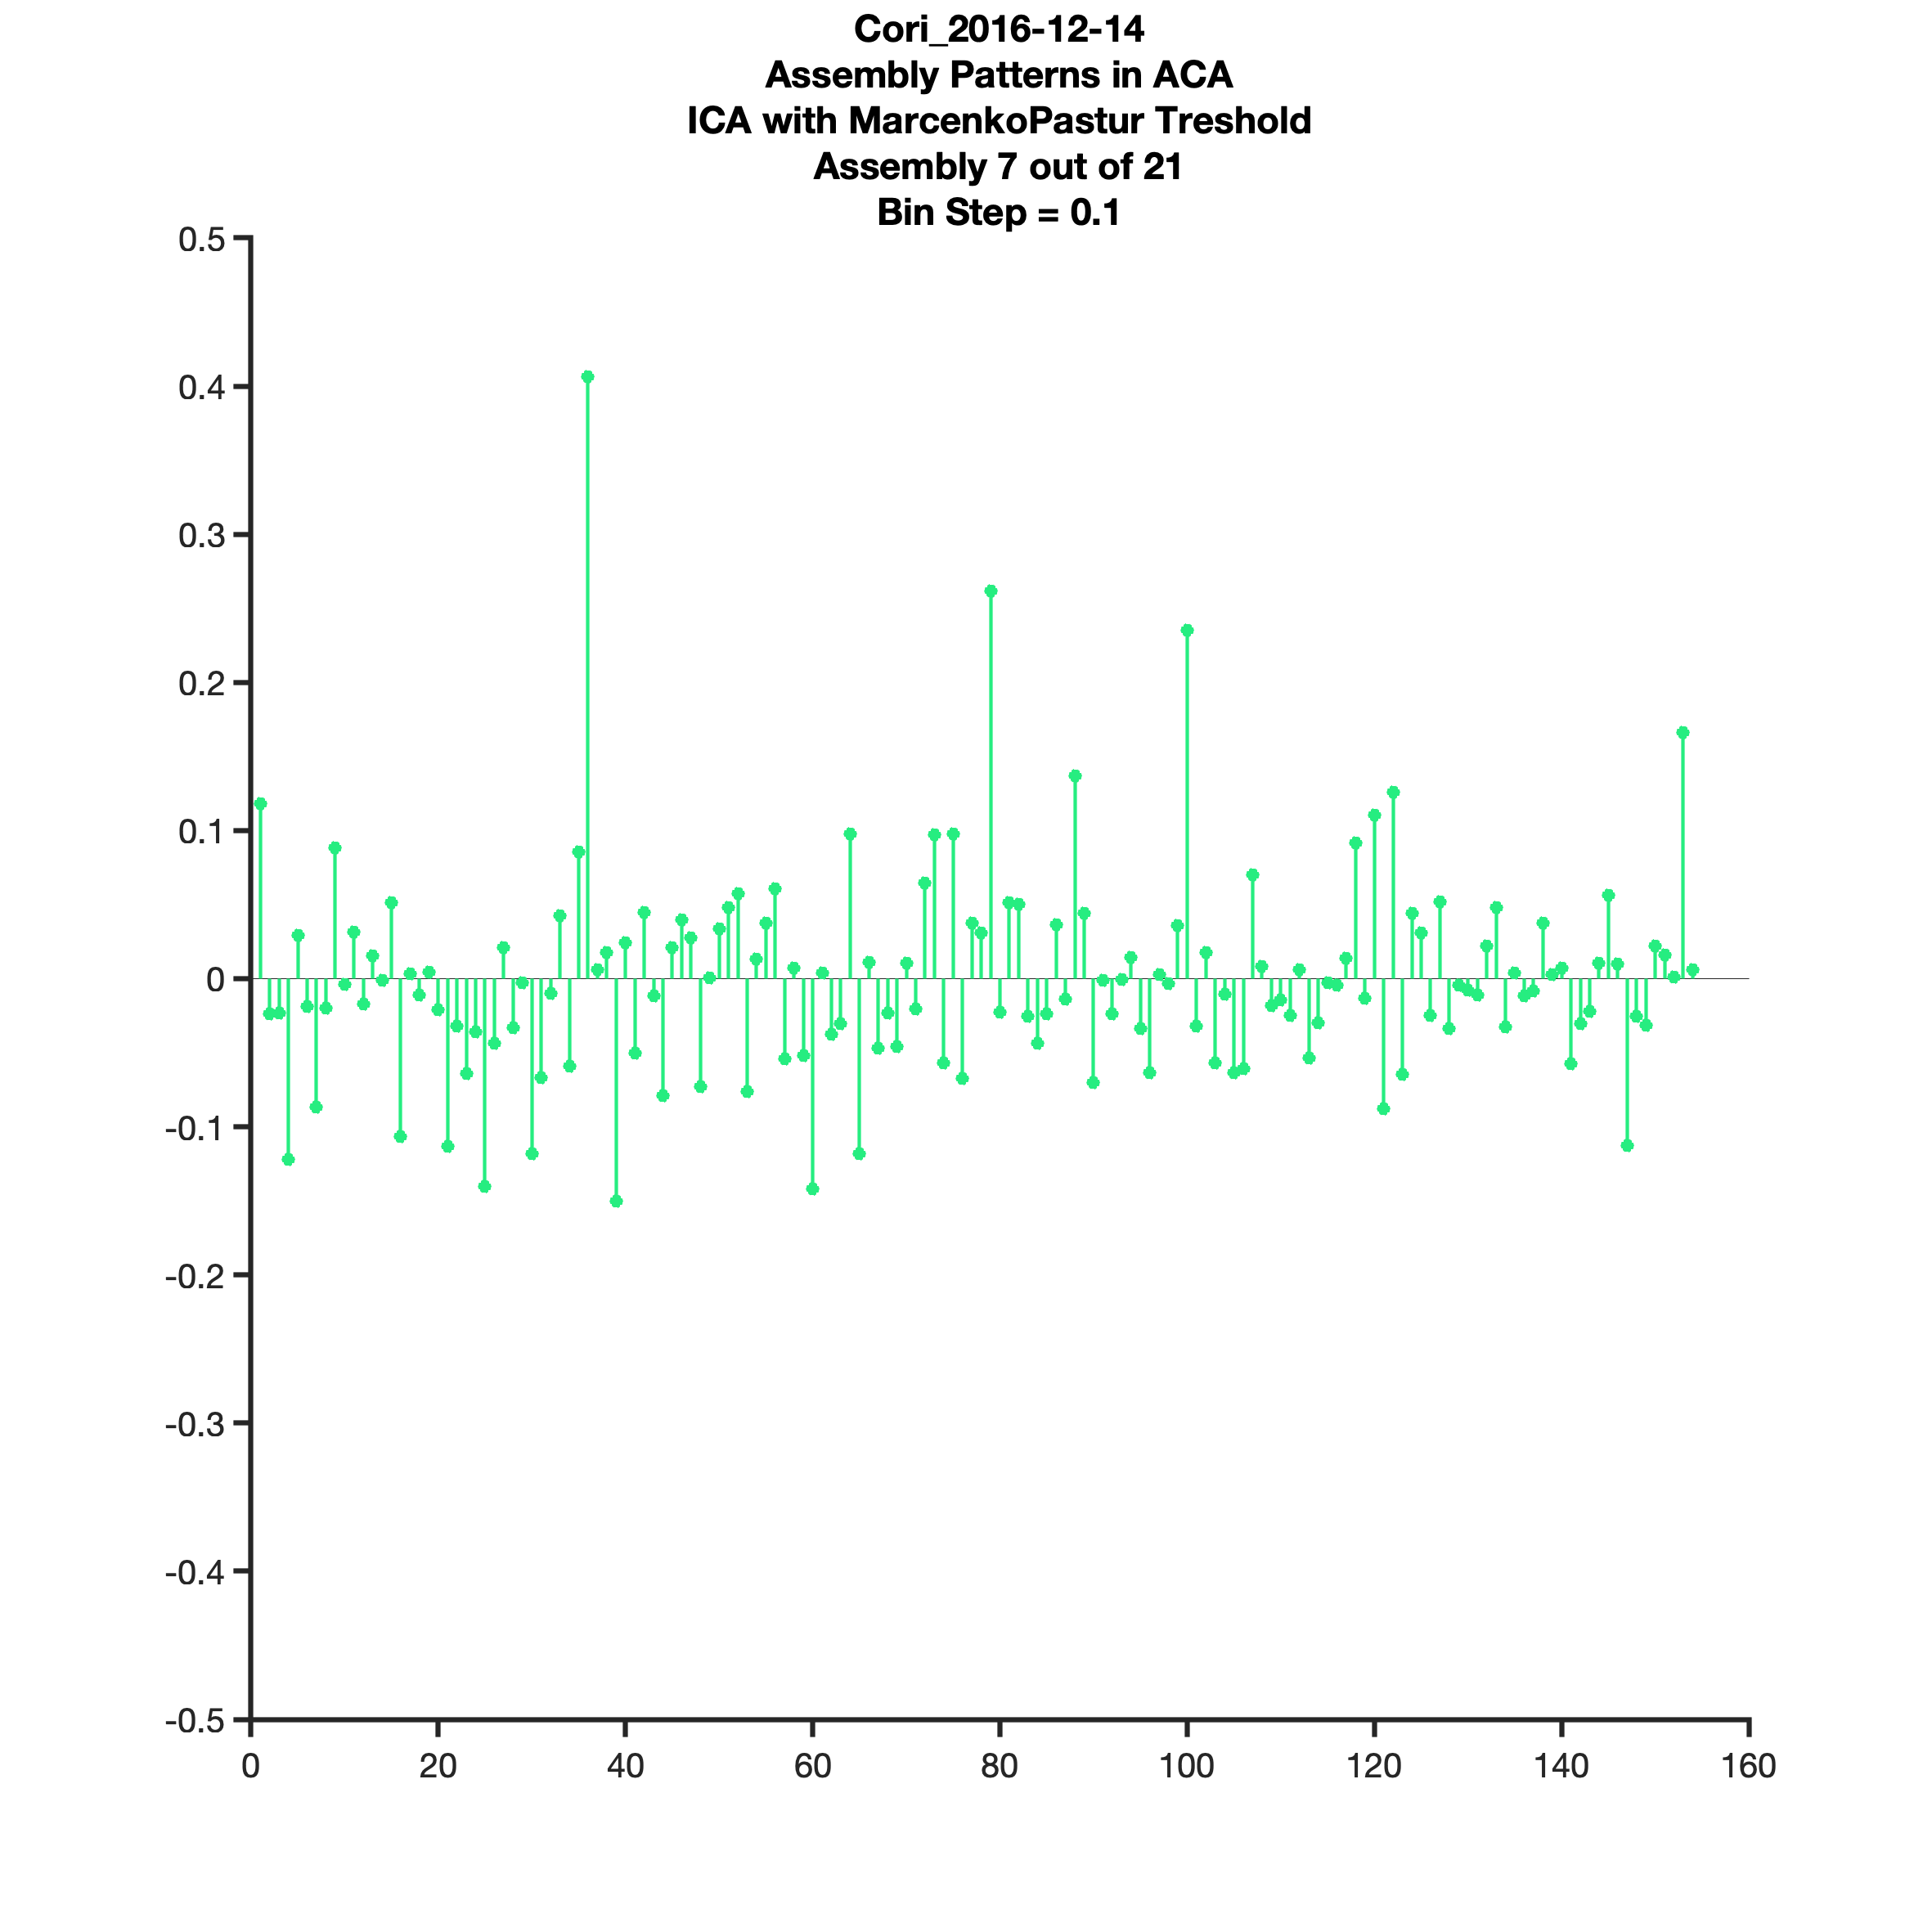 Cori_2016-12-14
Assembly Patterns in ACA
ICA with MarcenkoPastur Treshold
Assembly 7 out of 21
Bin Step = 0.1
0.5
0.4
0.3
0.2
0.1
0
-0.1
-0.2
-0.3
-0.4
-0.5
0 20 40 60 80 100 120 140 160